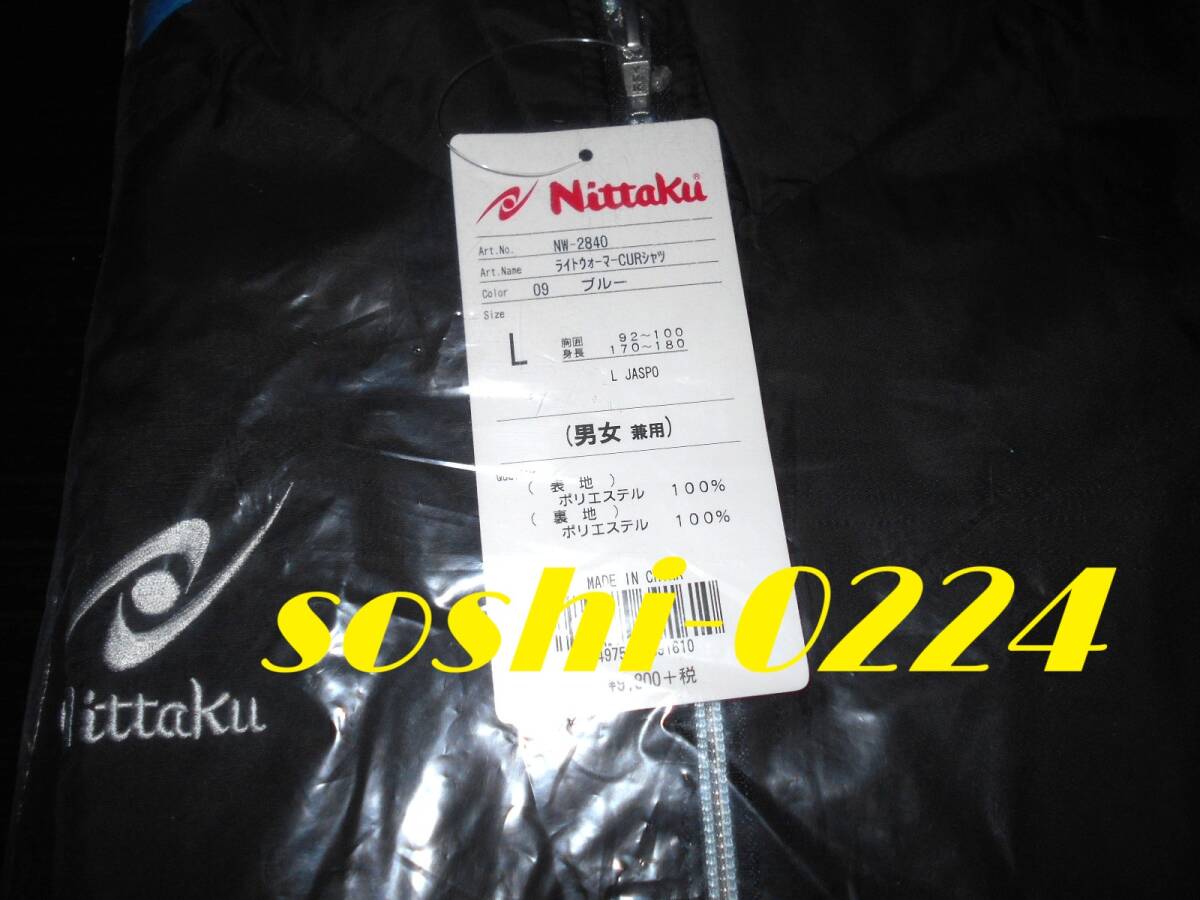 Nittaku®
Art.No. NW-2840
Art.Name ライトウォーマーCURシャツ
Color 09 ブルー
Size
L 胸囲 92~100
身長 170~180
L JASPO
(男女 兼用)
(表 地)
ポリエステル 100%
(裏 地)
ポリエステル 100%
MADE IN
soshi-0224
+税
Nittaku